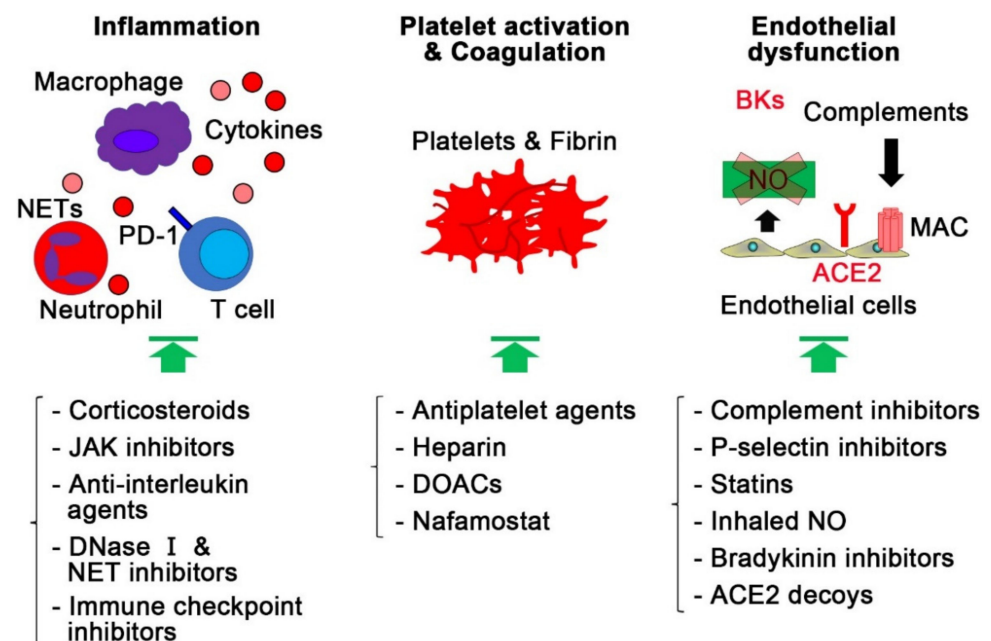 Inflammation
Macrophage
Cytokines
NETs
PD-1
Neutrophil
T cell
- Corticosteroids
- JAK inhibitors
- Anti-interleukin
agents
- DNase I &
NET inhibitors
- Immune checkpoint
inhibitors
Platelet activation
& Coagulation
Platelets & Fibrin
- Antiplatelet agents
- Heparin
- DOACs
- Nafamostat
Endothelial
dysfunction
BKs
Complements
NO
MAC
ACE2
Endothelial cells
- Complement inhibitors
- P-selectin inhibitors
- Statins
- Inhaled NO
- Bradykinin inhibitors
- ACE2 decoys